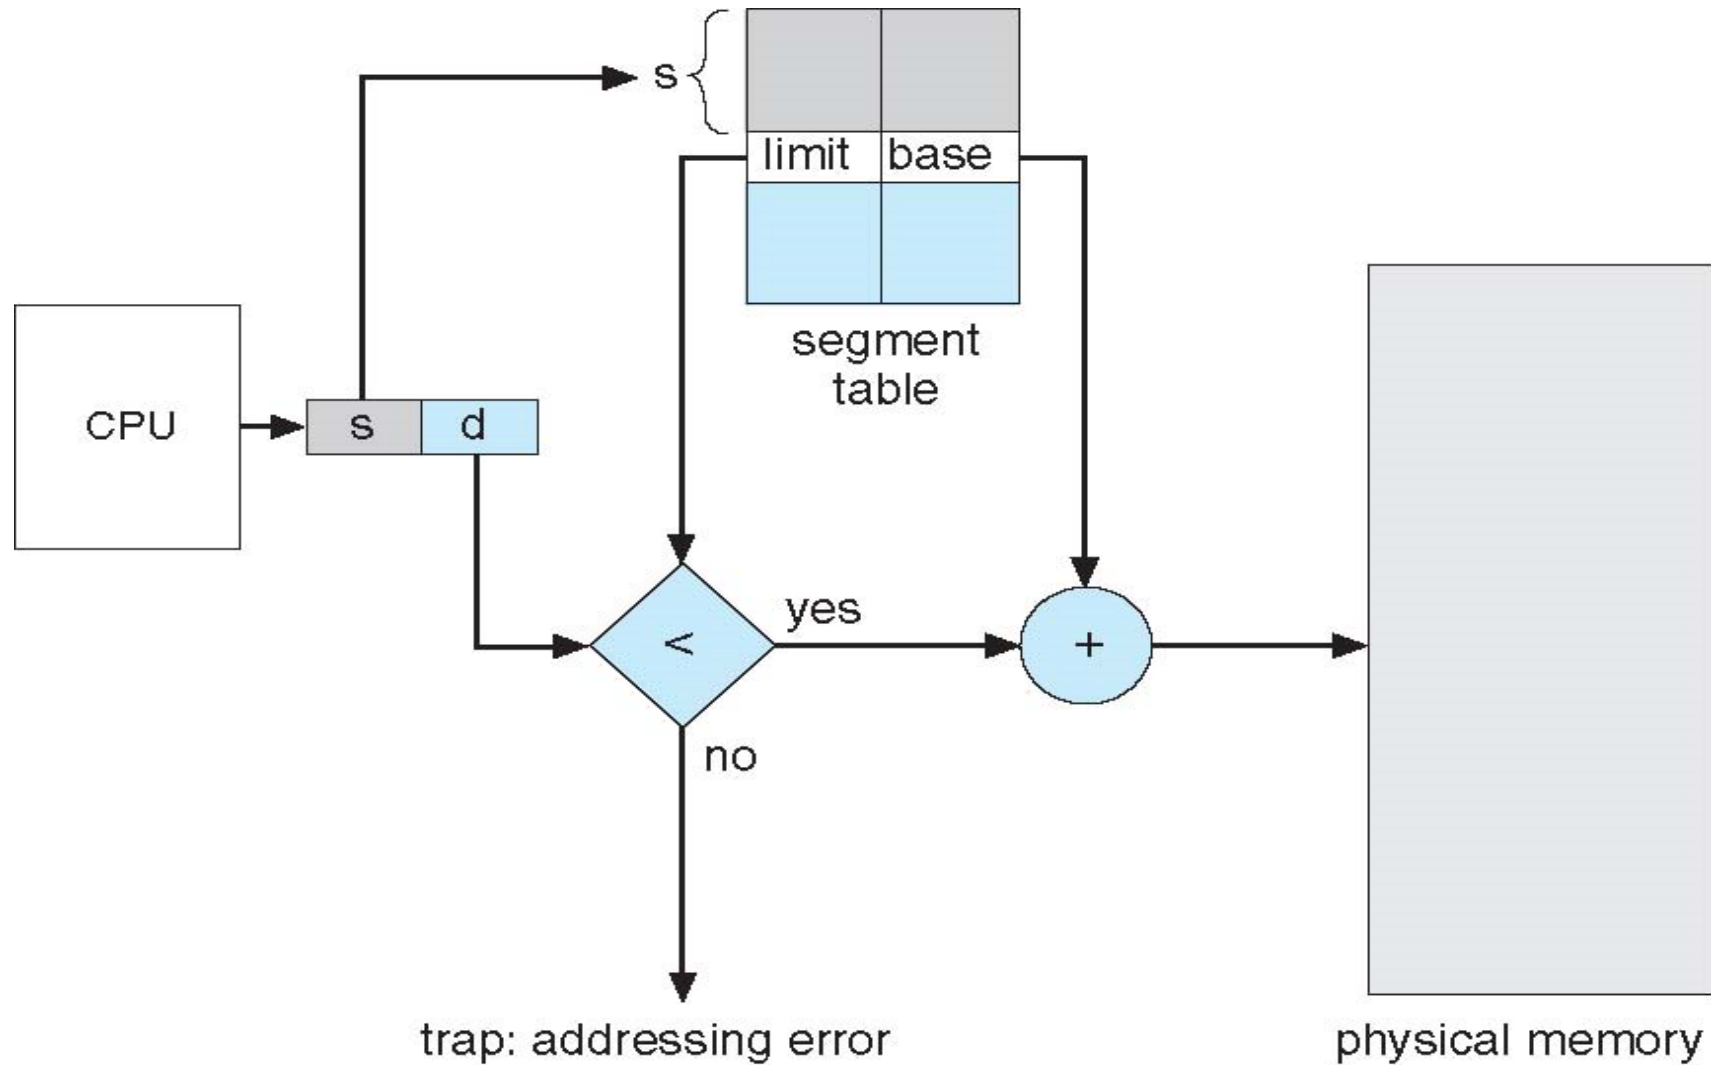 s
limit base
segment
table
CPU
s d
yes
<
+
no
trap: addressing error
physical memory